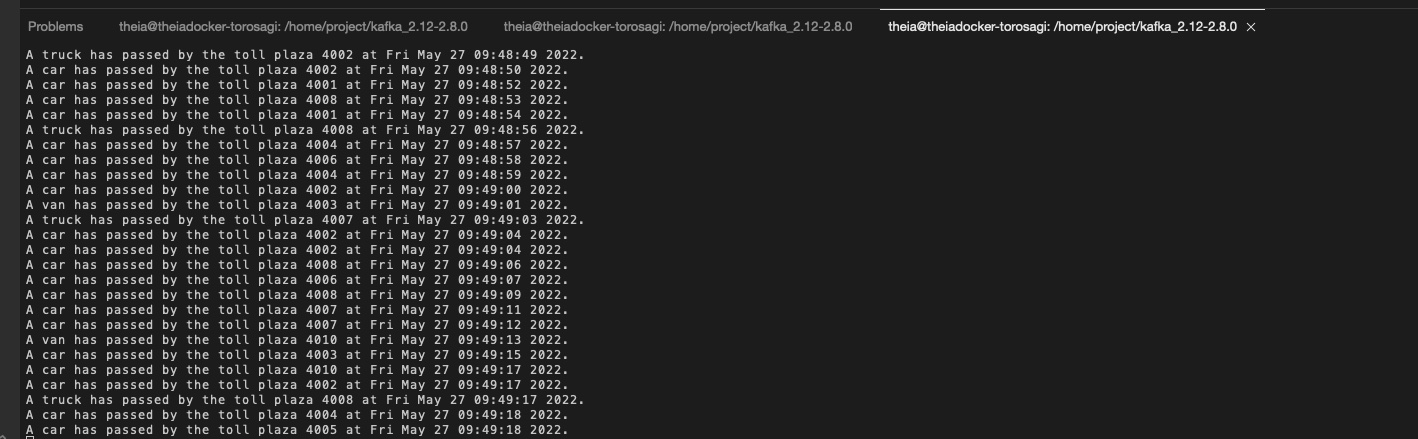 Problems theia@theiadocker-torosagi: /home/project/kafka_2.12-2.8.0 theia@theiadocker-torosagi: /home/project/kafka_2.12-2.8.0 theia@theiadocker-torosagi: /home/project/kafka_2.12-2.8.0 ×
A truck has passed by the toll plaza 4002 at Fri May 27 09:48:49 2022.
A car has passed by the toll plaza 4002 at Fri May 27 09:48:50 2022.
A car has passed by the toll plaza 4001 at Fri May 27 09:48:52 2022.
A car has passed by the toll plaza 4008 at Fri May 27 09:48:53 2022.
A car has passed by the toll plaza 4001 at Fri May 27 09:48:54 2022.
A truck has passed by the toll plaza 4008 at Fri May 27 09:48:56 2022.
A car has passed by the toll plaza 4004 at Fri May 27 09:48:57 2022.
A car has passed by the toll plaza 4006 at Fri May 27 09:48:58 2022.
A car has passed by the toll plaza 4004 at Fri May 27 09:48:59 2022.
A car has passed by the toll plaza 4002 at Fri May 27 09:49:00 2022.
A van has passed by the toll plaza 4003 at Fri May 27 09:49:01 2022.
A truck has passed by the toll plaza 4007 at Fri May 27 09:49:03 2022.
A car has passed by the toll plaza 4002 at Fri May 27 09:49:04 2022.
A car has passed by the toll plaza 4002 at Fri May 27 09:49:04 2022.
A car has passed by the toll plaza 4008 at Fri May 27 09:49:06 2022.
A car has passed by the toll plaza 4006 at Fri May 27 09:49:07 2022.
A car has passed by the toll plaza 4008 at Fri May 27 09:49:09 2022.
A car has passed by the toll plaza 4007 at Fri May 27 09:49:11 2022.
A car has passed by the toll plaza 4007 at Fri May 27 09:49:12 2022.
A van has passed by the toll plaza 4010 at Fri May 27 09:49:13 2022.
A car has passed by the toll plaza 4003 at Fri May 27 09:49:15 2022.
A car has passed by the toll plaza 4010 at Fri May 27 09:49:17 2022.
A car has passed by the toll plaza 4002 at Fri May 27 09:49:17 2022.
A truck has passed by the toll plaza 4008 at Fri May 27 09:49:17 2022.
A car has passed by the toll plaza 4004 at Fri May 27 09:49:18 2022.
A car has passed by the toll plaza 4005 at Fri May 27 09:49:18 2022.